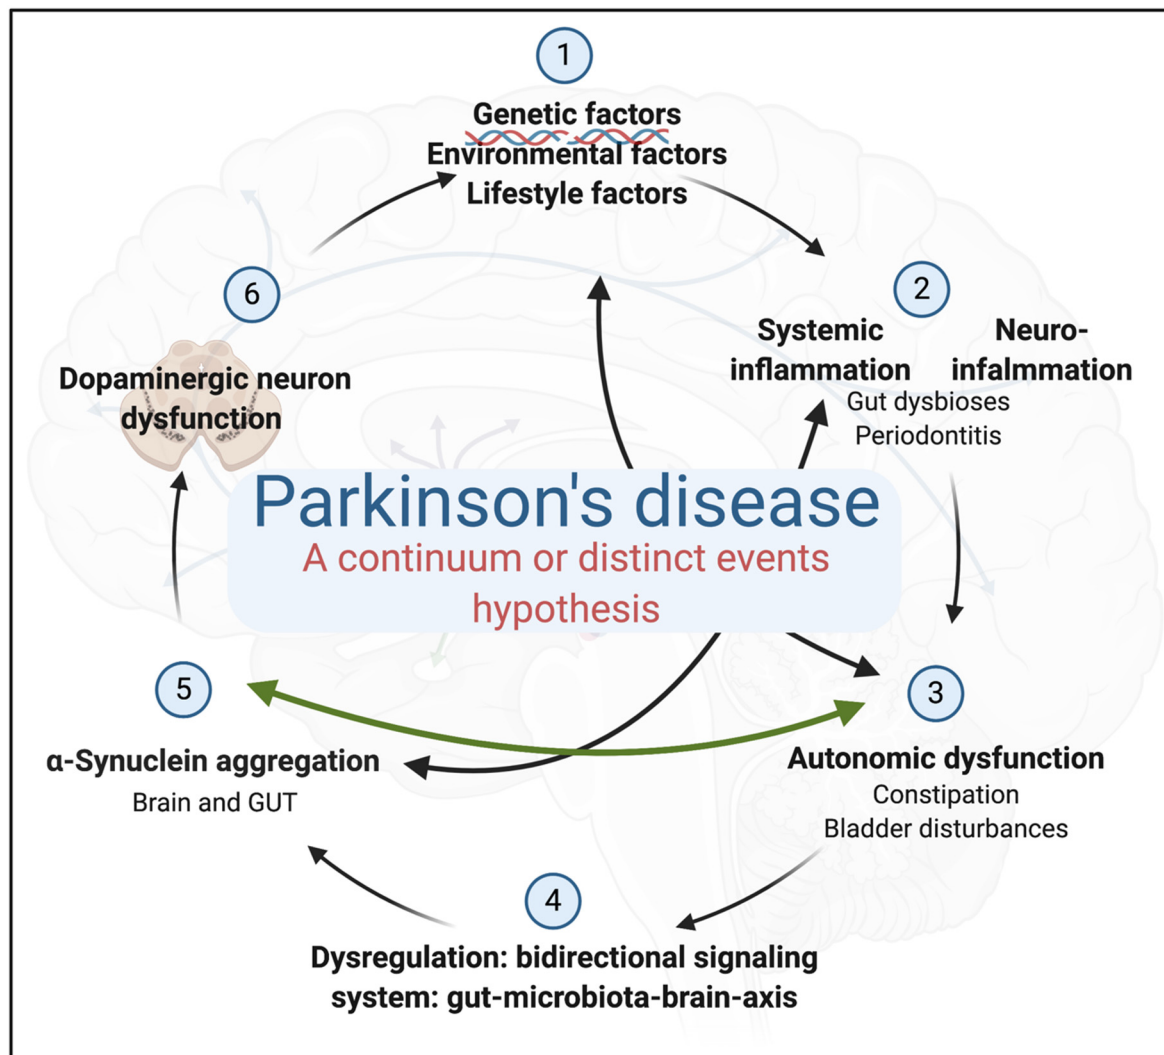 1
Genetic factors
Environmental factors
Lifestyle factors
2
Systemic
inflammation
Neuro-
infalmmation
Gut dysbioses
Periodontitis
6
Dopaminergic neuron
dysfunction
Parkinson's disease
A continuum or distinct events
hypothesis
3
Autonomic dysfunction
Constipation
Bladder disturbances
5
α-Synuclein aggregation
Brain and GUT
4
Dysregulation: bidirectional signaling
system: gut-microbiota-brain-axis